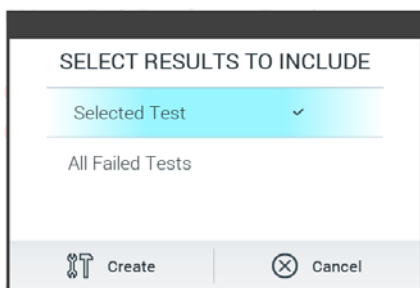 SELECT RESULTS TO INCLUDE
Selected Test
All Failed Tests
Create Cancel